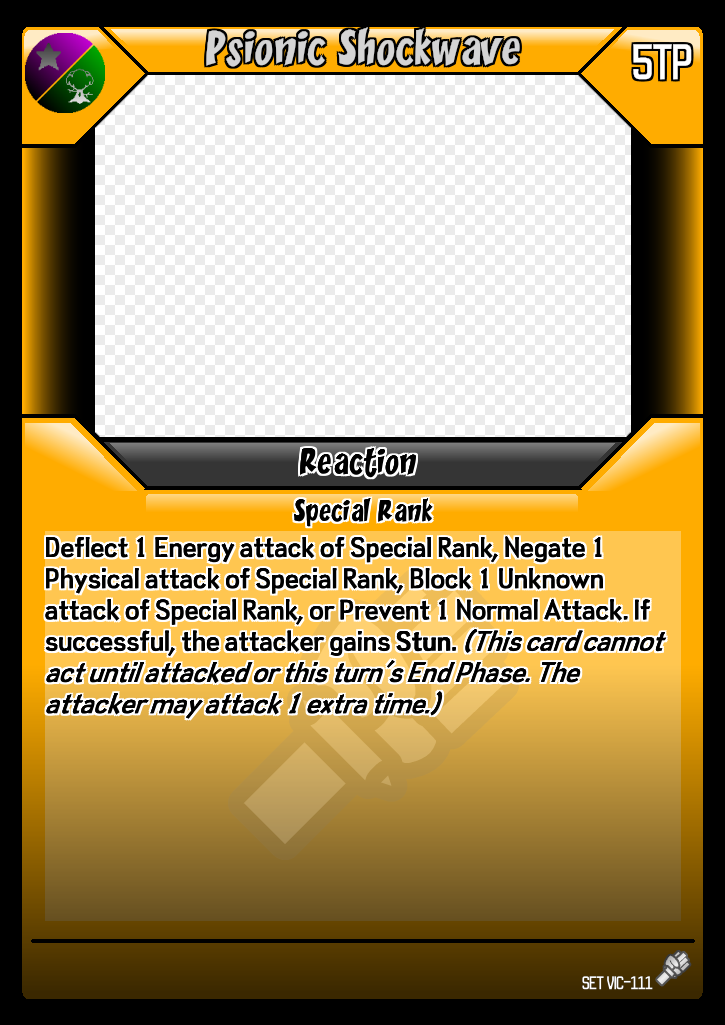 Psionic Shockwave
5TP
Reaction
Special Rank
Deflect 1 Energy attack of Special Rank, Negate 1
Physical attack of Special Rank, Block 1 Unknown
attack of Special Rank, or Prevent 1 Normal Attack. If
successful, the attacker gains Stun. (This card cannot
act until attacked or this turn's End Phase. The
attacker may attack 1 extra time.)
SET VIC-111